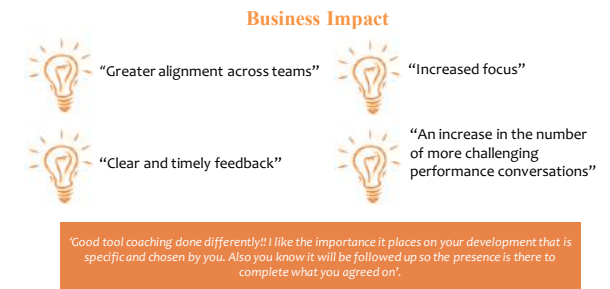 Business Impact
“Greater alignment across teams”
“Increased focus”
“Clear and timely feedback”
“An increase in the number
of more challenging
performance conversations”
‘Good tool coaching done differently!! I like the importance it places on your development that is
specific and chosen by you. Also you know it will be followed up so the presence is there to
complete what you agreed on’.